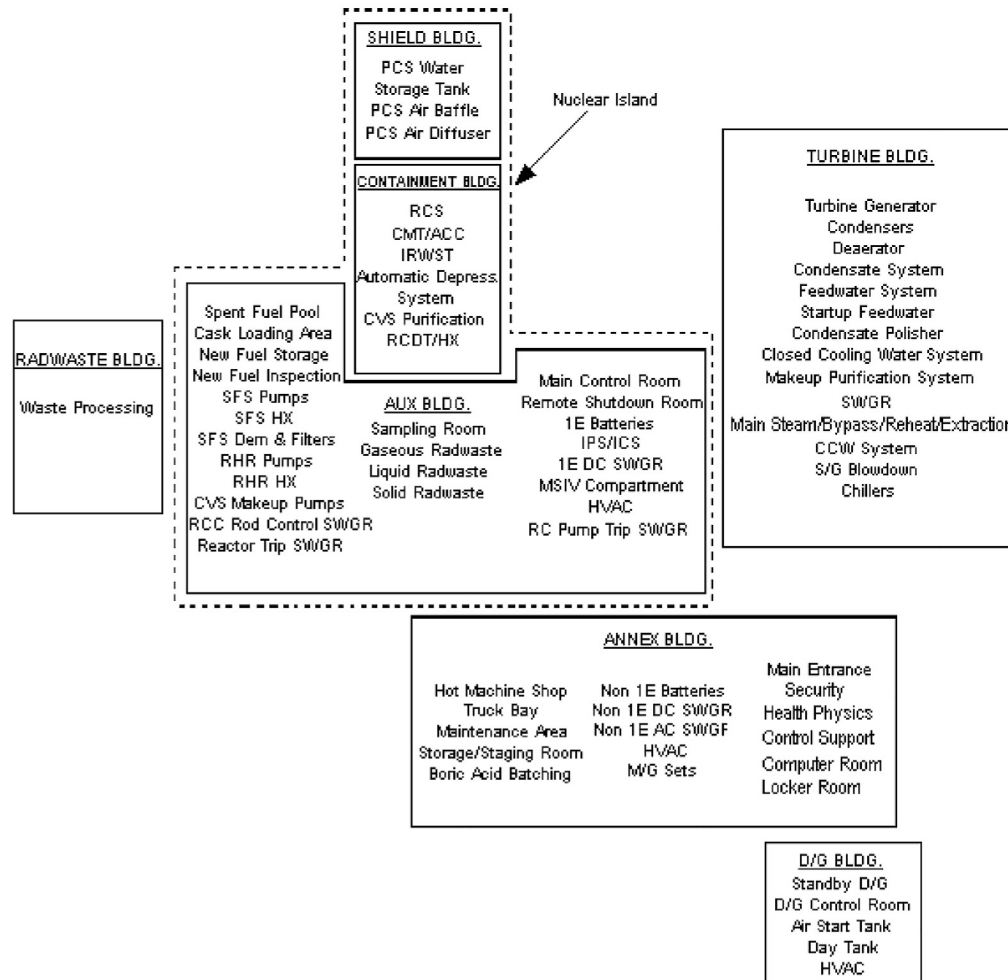 SHIELD BLDG.
PCS Water
Storage Tank
PCS Air Baffle
PCS Air Diffuser
Nuclear Island
CONTAINMENT BLDG.
RCS
CMT/ACC
IRWST
Automatic Depress.
System
CVS Purification
RCDT/HX
TURBINE BLDG.
Turbine Generator
Condensers
Deaerator
Condensate System
Feedwater System
Startup Feedwater
Condensate Polisher
Closed Cooling Water System
Makeup Purification System
SWGR
Main Steam/Bypass/Reheat/Extraction
CCW System
S/G Blowdown
Chillers
RADWASTE BLDG.
Waste Processing
Spent Fuel Pool
Cask Loading Area
New Fuel Storage
New Fuel Inspection
SFS Pumps
SFS HX
SFS Dem & Filters
RHR Pumps
RHR HX
CVS Makeup Pumps
RCC Rod Control SWGR
Reactor Trip SWGR
AUX BLDG.
Sampling Room
Gaseous Radwaste
Liquid Radwaste
Solid Radwaste
Main Control Room
Remote Shutdown Room
1E Batteries
IPS/ICS
1E DC SWGR
MSIV Compartment
HVAC
RC Pump Trip SWGR
ANNEX BLDG.
Hot Machine Shop
Truck Bay
Maintenance Area
Storage/Staging Room
Boric Acid Batching
Non 1E Batteries
Non 1E DC SWGR
Non 1E AC SWGF
HVAC
M/G Sets
Main Entrance
Security
Health Physics
Control Support
Computer Room
Locker Room
D/G BLDG.
Standby D/G
D/G Control Room
Air Start Tank
Day Tank
HVAC